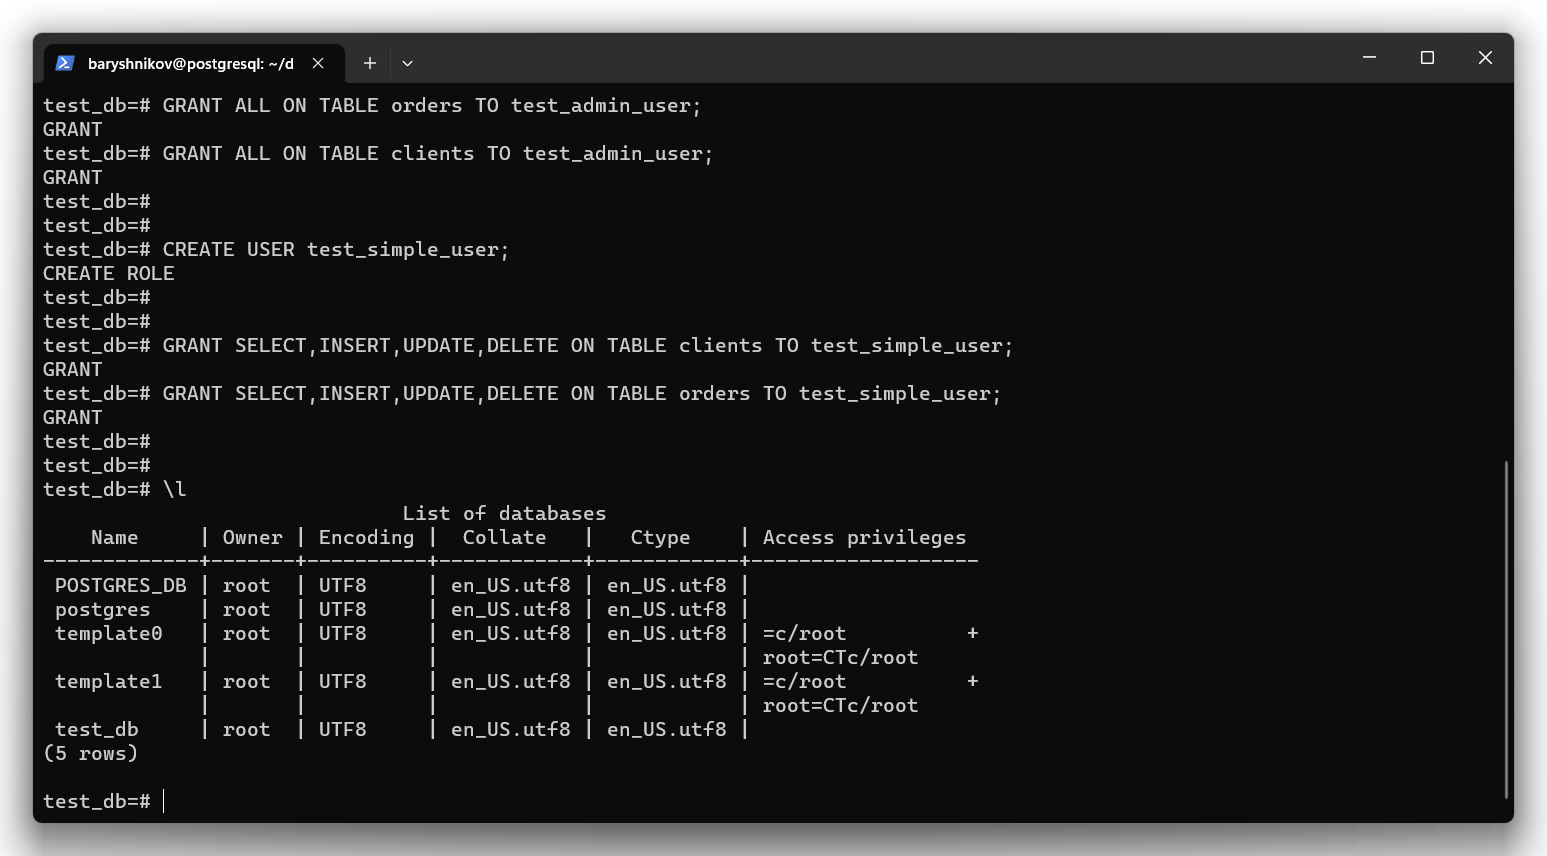 baryshnikov@postgresql: ~/d
test_db=# GRANT ALL ON TABLE orders TO test_admin_user;
GRANT
test_db=# GRANT ALL ON TABLE clients TO test_admin_user;
GRANT
test_db=#
test_db=#
test_db=# CREATE USER test_simple_user;
CREATE ROLE
test_db=#
test_db=#
test_db=# GRANT SELECT,INSERT,UPDATE,DELETE ON TABLE clients TO test_simple_user;
GRANT
test_db=# GRANT SELECT,INSERT,UPDATE,DELETE ON TABLE orders TO test_simple_user;
GRANT
test_db=#
test_db=#
test_db=# \l
                              List of databases
    Name     | Owner | Encoding |  Collate   |   Ctype    | Access privileges
-------------+-------+----------+------------+------------+-------------------
 POSTGRES_DB | root  | UTF8     | en_US.utf8 | en_US.utf8 |
 postgres    | root  | UTF8     | en_US.utf8 | en_US.utf8 |
 template0   | root  | UTF8     | en_US.utf8 | en_US.utf8 | =c/root          +
             |       |          |            |            | root=CTc/root
 template1   | root  | UTF8     | en_US.utf8 | en_US.utf8 | =c/root          +
             |       |          |            |            | root=CTc/root
 test_db     | root  | UTF8     | en_US.utf8 | en_US.utf8 |
(5 rows)
test_db=#